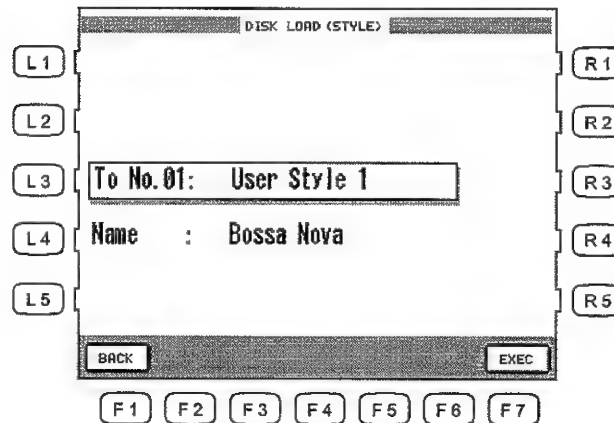 DISK LOAD (STYLE)
L1 R1
L2 R2
L3 To No.01: User Style 1 R3
L4 Name : Bossa Nova R4
L5 R5
BACK EXEC
F1 F2 F3 F4 F5 F6 F7